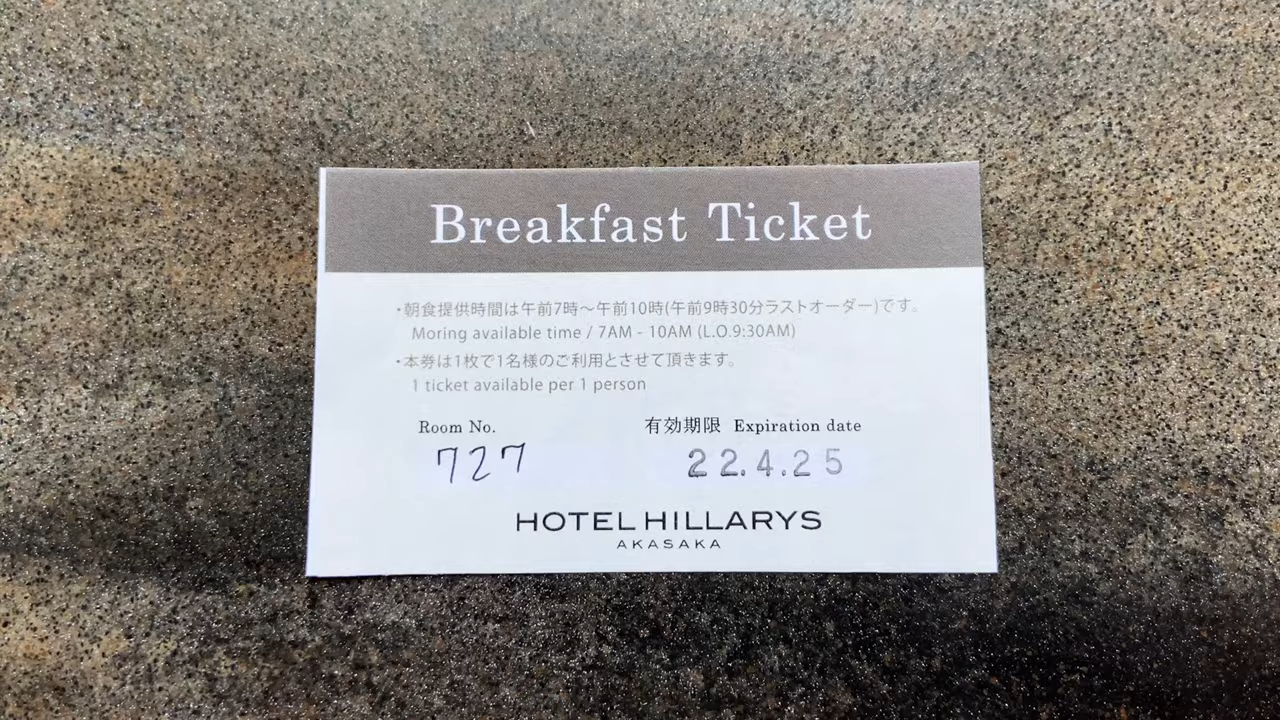 Breakfast Ticket
・朝食提供時間は午前7時～午前10時(午前9時30分ラストオーダー)です。
Moring available time / 7AM - 10AM (L.O.9:30AM)
・本券は1枚で1名様のご利用とさせて頂きます。
1 ticket available per 1 person
Room No. 有効期限 Expiration date
727 22.4.25
HOTEL HILLARYS
AKASAKA